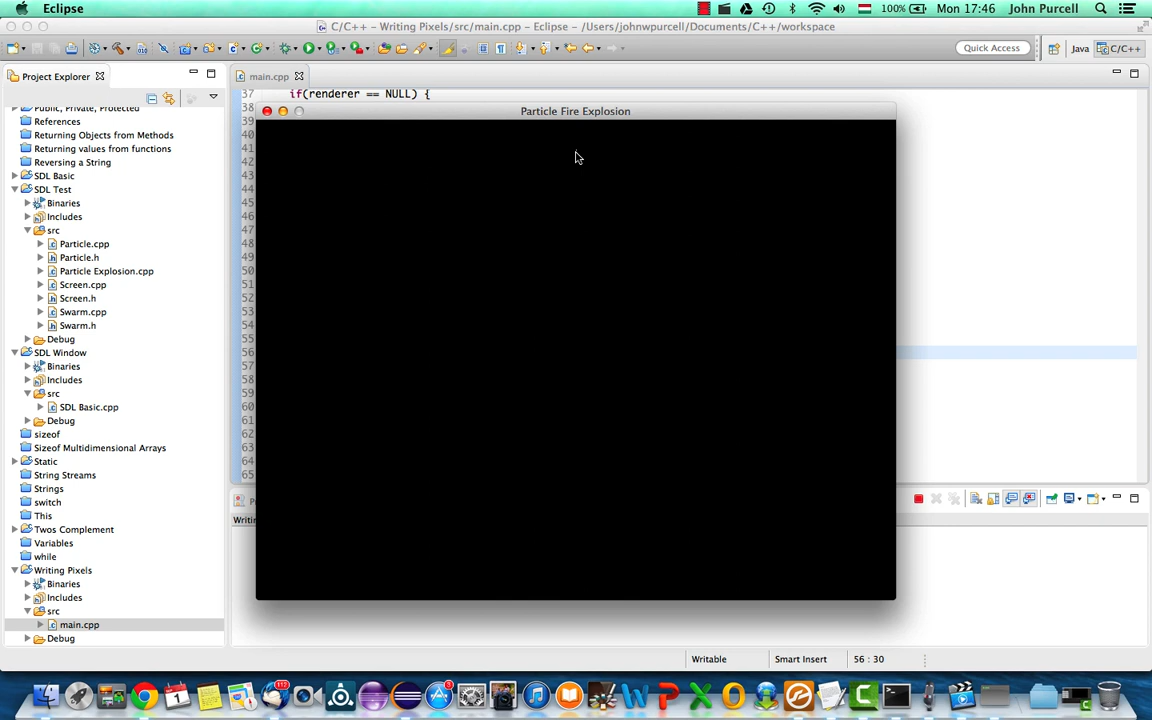 Eclipse
100%
Mon 17:46
John Purcell
C/C++ – Writing Pixels/src/main.cpp – Eclipse – /Users/johnwpurcell/Documents/C++/workspace
Quick Access
Java
C/C++
Project Explorer
main.cpp
Public, Private, Protected
References
Returning Objects from Methods
Returning values from functions
Reversing a String
SDL Basic
SDL Test
Binaries
Includes
src
Particle.cpp
Particle.h
Particle Explosion.cpp
Screen.cpp
Screen.h
Swarm.cpp
Swarm.h
Debug
SDL Window
Binaries
Includes
src
SDL Basic.cpp
Debug
sizeof
Sizeof Multidimensional Arrays
Static
String Streams
Strings
switch
This
Twos Complement
Variables
while
Writing Pixels
Binaries
Includes
src
main.cpp
Debug
37 if(renderer == NULL) {
38
39
40
41
42
43
44
45
46
47
48
49
50
51
52
53
54
55
56
57
58
59
60
61
62
63
64
65
Particle Fire Explosion
Writin
Writable
Smart Insert
56 : 30